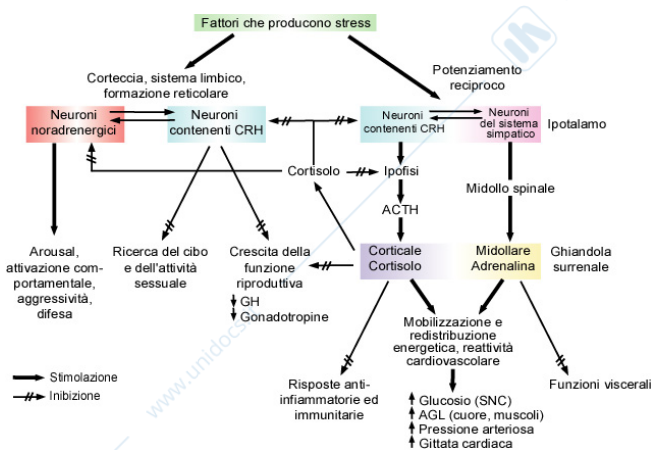 Fattori che producono stress
Corteccia, sistema limbico,
formazione reticolare
Potenziamento
reciproco
Neuroni
noradrenergici
Neuroni
contenenti CRH
Neuroni
contenenti CRH
Neuroni
del sistema
simpatico
Ipotalamo
Cortisolo
Ipofisi
Midollo spinale
ACTH
Arousal,
attivazione com-
portamentale,
aggressività,
difesa
Ricerca del cibo
e dell'attività
sessuale
Crescita della
funzione
riproduttiva
GH
Gonadotropine
Corticale
Cortisolo
Midollare
Adrenalina
Ghiandola
surrenale
Mobilizzazione e
redistribuzione
energetica, reattività
cardiovascolare
Stimolazione
Inibizione
Risposte anti-
infiammatorie ed
immunitarie
Glucosio (SNC)
AGL (cuore, muscoli)
Pressione arteriosa
Gittata cardiaca
Funzioni viscerali
www.unidocs